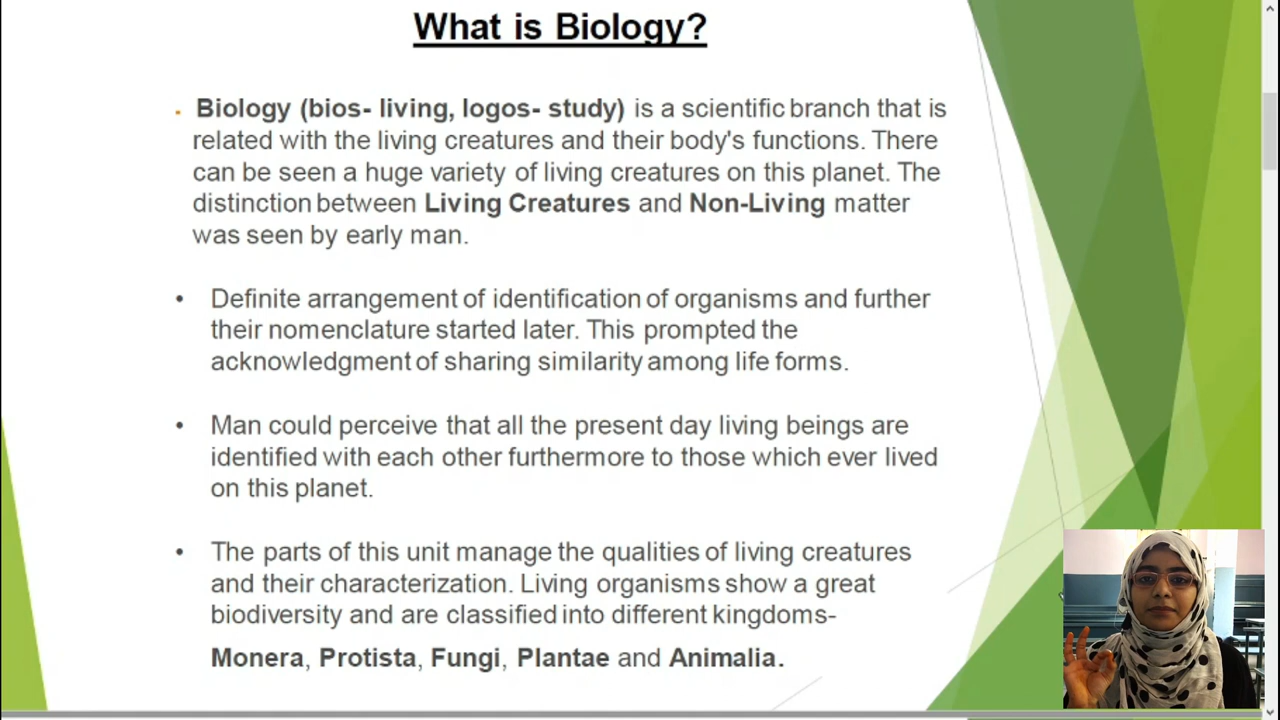 What is Biology?
Biology (bios- living, logos- study) is a scientific branch that is
related with the living creatures and their body's functions. There
can be seen a huge variety of living creatures on this planet. The
distinction between Living Creatures and Non-Living matter
was seen by early man.
• Definite arrangement of identification of organisms and further
their nomenclature started later. This prompted the
acknowledgment of sharing similarity among life forms.
• Man could perceive that all the present day living beings are
identified with each other furthermore to those which ever lived
on this planet.
• The parts of this unit manage the qualities of living creatures
and their characterization. Living organisms show a great
biodiversity and are classified into different kingdoms-
Monera, Protista, Fungi, Plantae and Animalia.